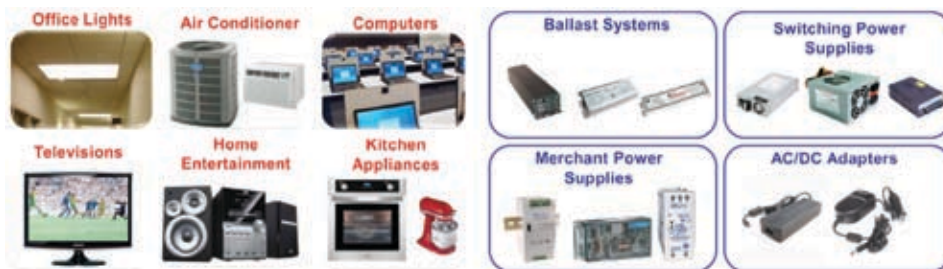 Office Lights
Air Conditioner
Computers
Ballast Systems
Switching Power
Supplies
Televisions
Home
Entertainment
Kitchen
Appliances
Merchant Power
Supplies
AC/DC Adapters